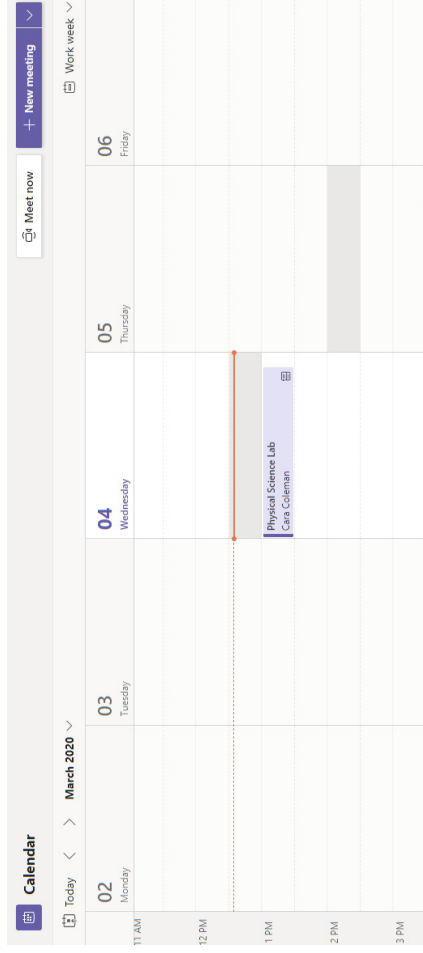 Calendar
Meet now
+ New meeting
Today
March 2020
Work week
02
Monday
03
Tuesday
04
Wednesday
05
Thursday
06
Friday
11 AM
12 PM
1 PM
Physical Science Lab
Cara Coleman
2 PM
3 PM